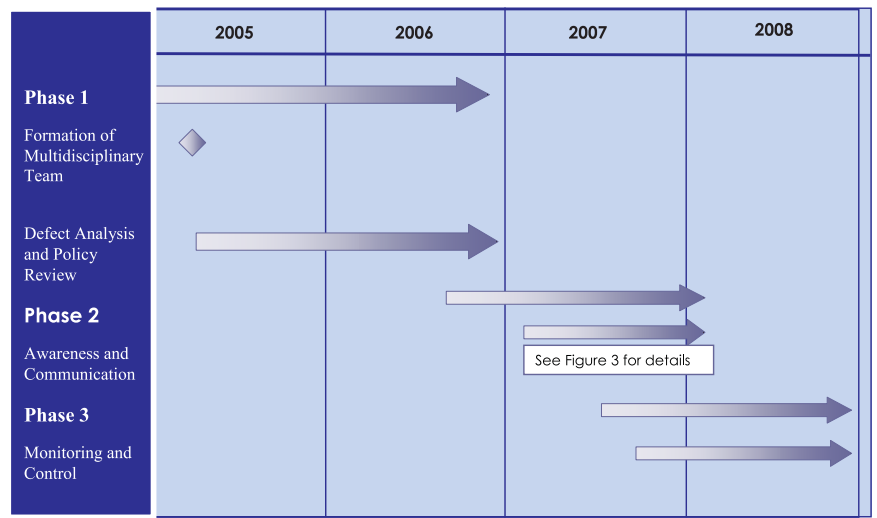 2005 2006 2007 2008
Phase 1
Formation of
Multidisciplinary
Team
Defect Analysis
and Policy
Review
Phase 2
Awareness and
Communication
See Figure 3 for details
Phase 3
Monitoring and
Control